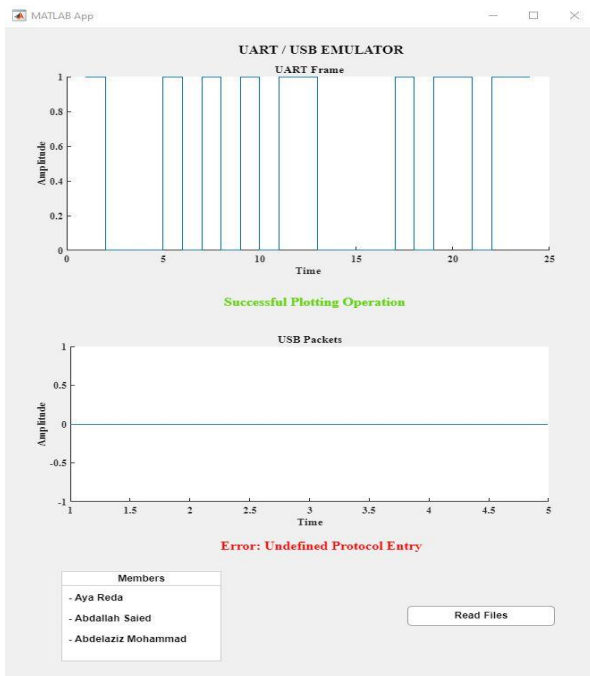 MATLAB App
UART / USB EMULATOR
UART Frame
1
0.8
0.6
0.4
0.2
0
Amplitude
0 5 10 15 20 25
Time
Successful Plotting Operation
USB Packets
1
0.5
0
-0.5
-1
Amplitude
1 1.5 2 2.5 3 3.5 4 4.5 5
Time
Error: Undefined Protocol Entry
Members
- Aya Reda
- Abdallah Saied
- Abdelaziz Mohammad
Read Files